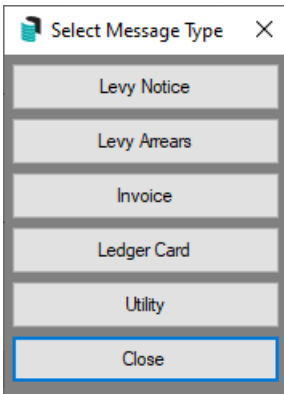 Select Message Type
Levy Notice
Levy Arrears
Invoice
Ledger Card
Utility
Close